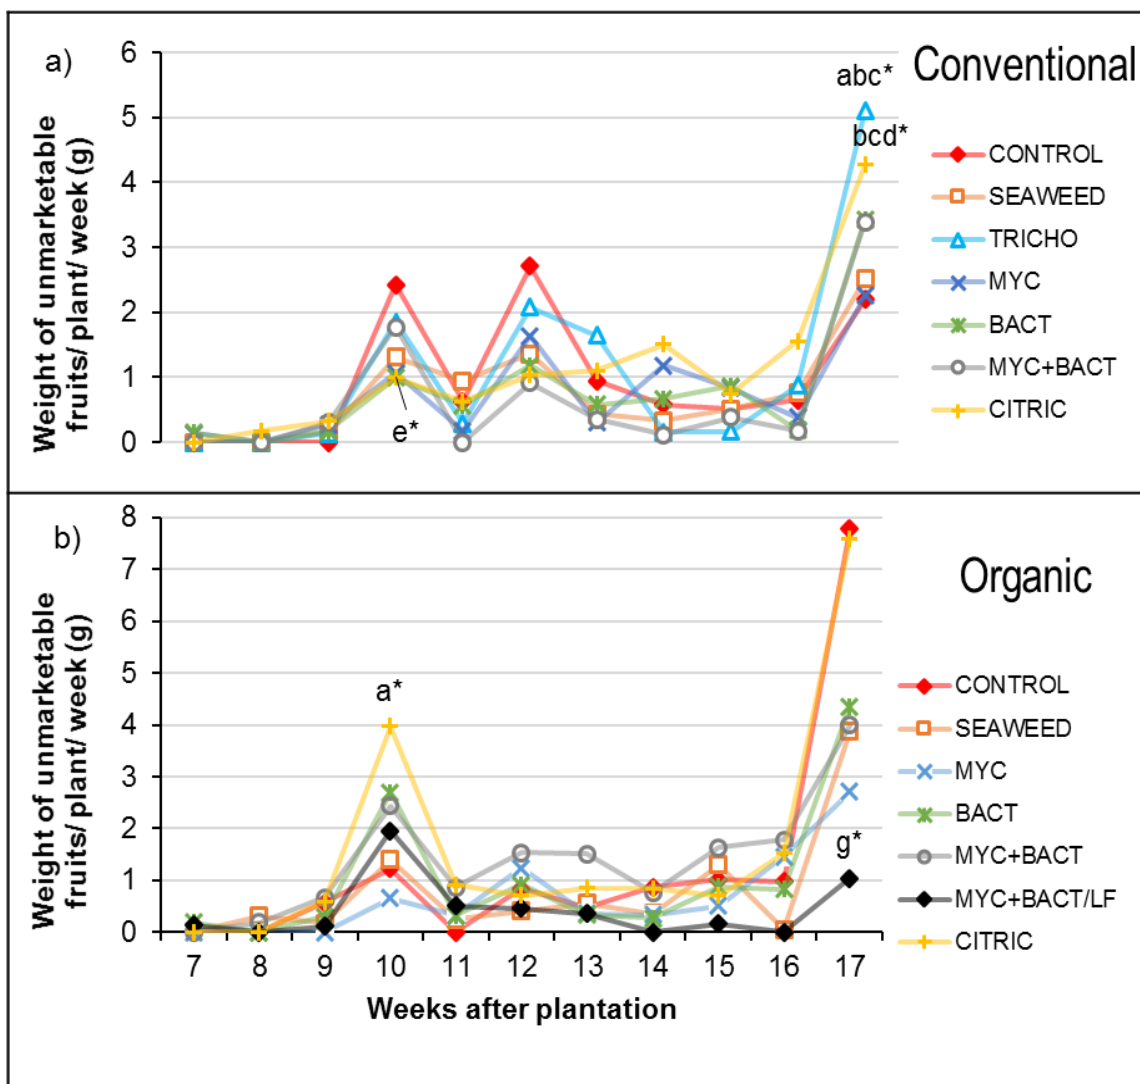 a)
Conventional
Weight of unmarketable
fruits/ plant/ week (g)
6
5
4
3
2
1
0
abc*
bcd*
e*
CONTROL
SEAWEED
TRICHO
MYC
BACT
MYC+BACT
CITRIC
b)
Organic
Weight of unmarketable
fruits/ plant/ week (g)
8
7
6
5
4
3
2
1
0
a*
g*
7 8 9 10 11 12 13 14 15 16 17
Weeks after plantation
CONTROL
SEAWEED
MYC
BACT
MYC+BACT
MYC+BACT/LF
CITRIC